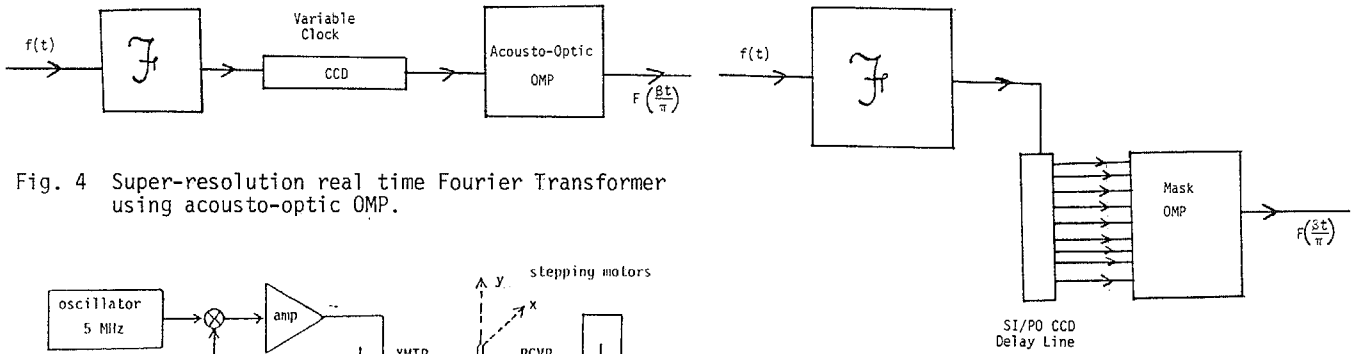 Variable
Clock
f(t)
ℱ
CCD
Acousto-Optic
OMP
F(βt/π)
Fig. 4 Super-resolution real time Fourier Transformer
using acousto-optic OMP.
f(t)
ℱ
Mask
OMP
F(βt/π)
SI/PO CCD
Delay Line
oscillator
5 MHz
amp
y
stepping motors
x
XMTR
RCVR